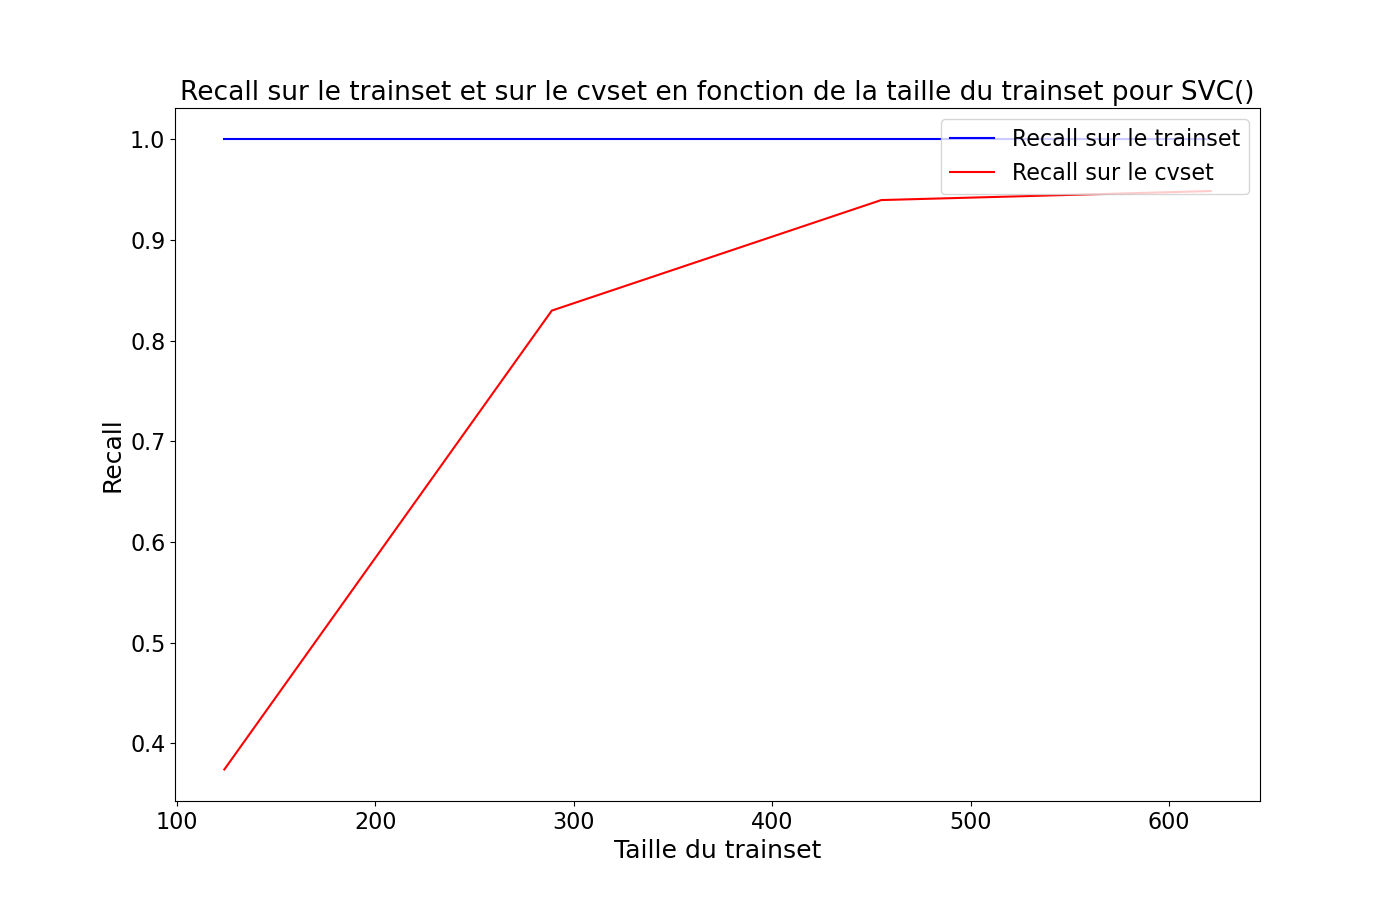 Recall sur le trainset et sur le cvset en fonction de la taille du trainset pour SVC()
Recall sur le trainset
Recall sur le cvset
1.0
0.9
0.8
0.7
0.6
0.5
0.4
Recall
100 200 300 400 500 600
Taille du trainset